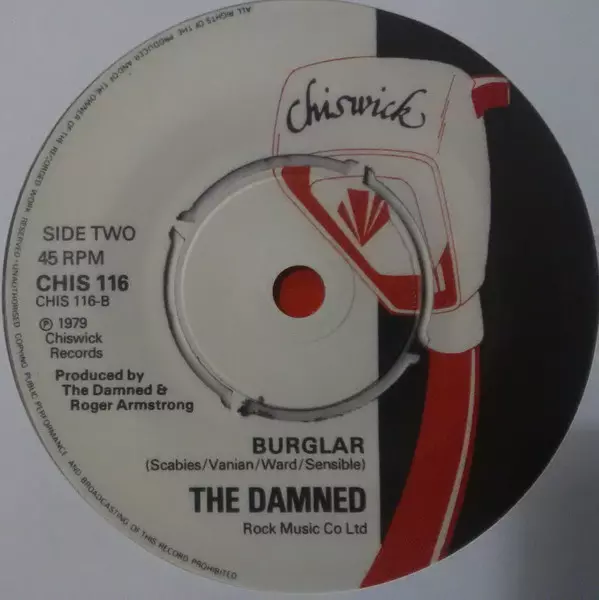 ALL RIGHTS OF THE PRODUCER AND OF THE OWNER OF THE RECORDED WORK RESERVED · UNAUTHORISED COPYING PUBLIC PERFORMANCE AND BROADCASTING OF THIS RECORD PROHIBITED
Chiswick
SIDE TWO
45 RPM
CHIS 116
CHIS 116-B
℗ 1979
Chiswick
Records
Produced by
The Damned &
Roger Armstrong
BURGLAR
(Scabies/Vanian/Ward/Sensible)
THE DAMNED
Rock Music Co Ltd